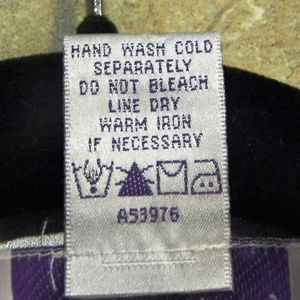 HAND WASH COLD
SEPARATELY
DO NOT BLEACH
LINE DRY
WARM IRON
IF NECESSARY
A53976